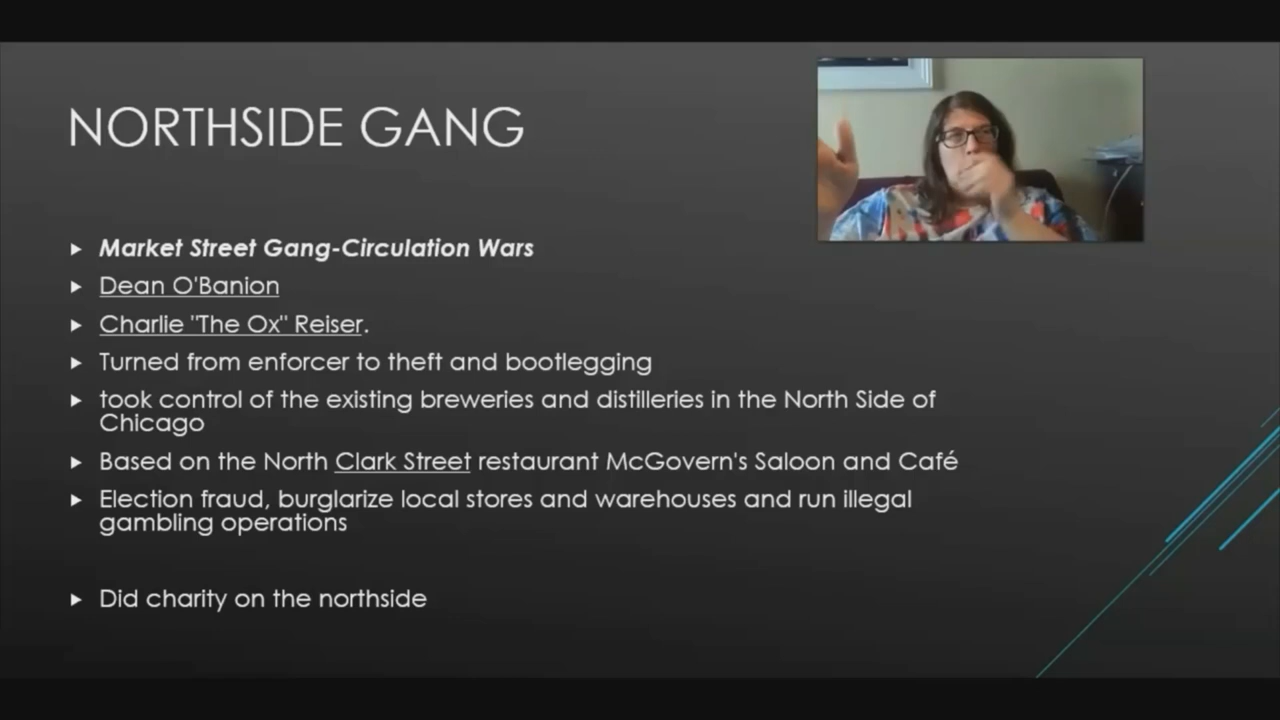 NORTHSIDE GANG
Market Street Gang-Circulation Wars
Dean O'Banion
Charlie "The Ox" Reiser.
Turned from enforcer to theft and bootlegging
took control of the existing breweries and distilleries in the North Side of
Chicago
Based on the North Clark Street restaurant McGovern's Saloon and Café
Election fraud, burglarize local stores and warehouses and run illegal
gambling operations
Did charity on the northside